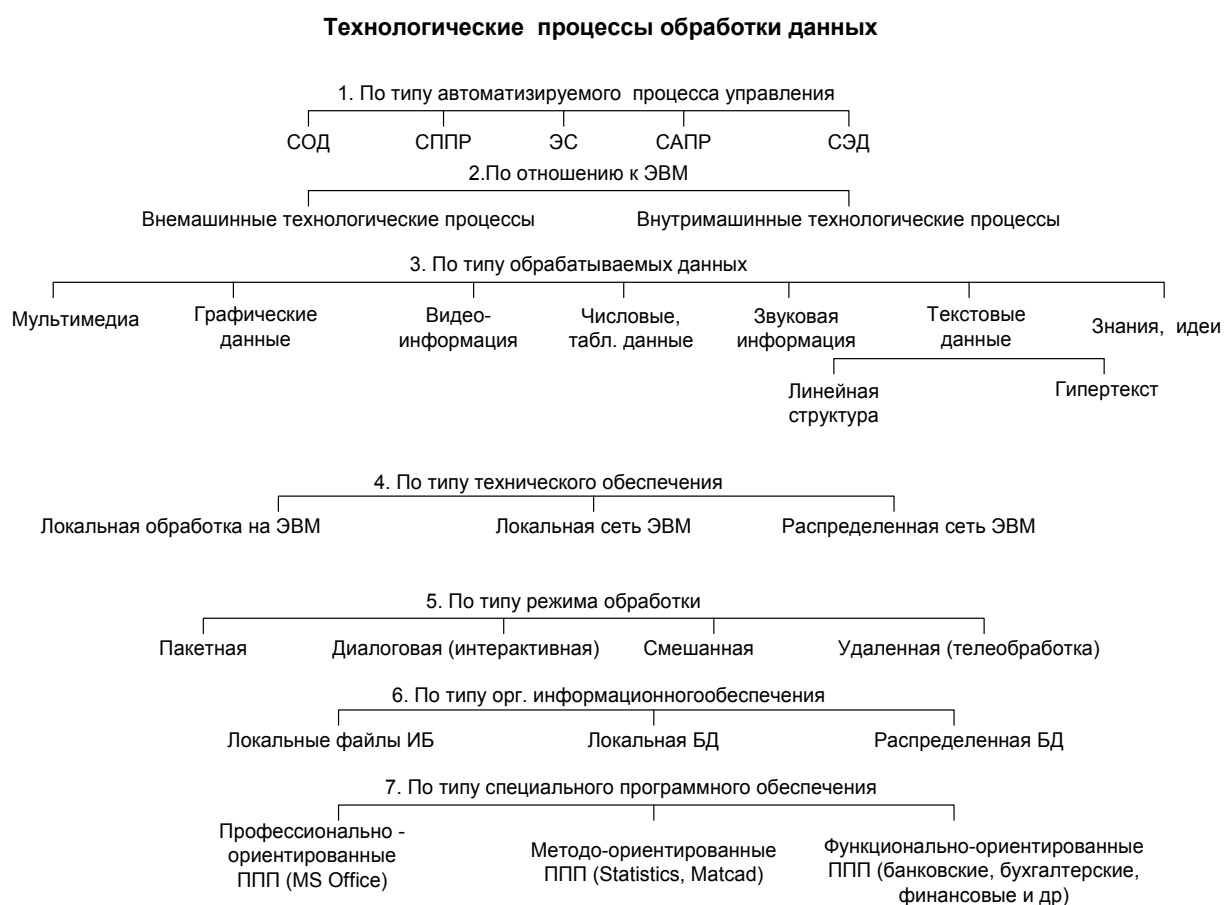 Технологические процессы обработки данных
1. По типу автоматизируемого процесса управления
СОД СППР ЭС САПР СЭД
2.По отношению к ЭВМ
Внемашинные технологические процессы Внутримашинные технологические процессы
3. По типу обрабатываемых данных
Мультимедиа
Графические
данные
Видео-
информация
Числовые,
табл. данные
Звуковая
информация
Текстовые
данные
Знания, идеи
Линейная
структура
Гипертекст
4. По типу технического обеспечения
Локальная обработка на ЭВМ Локальная сеть ЭВМ Распределенная сеть ЭВМ
5. По типу режима обработки
Пакетная Диалоговая (интерактивная) Смешанная Удаленная (телеобработка)
6. По типу орг. информационногообеспечения
Локальные файлы ИБ Локальная БД Распределенная БД
7. По типу специального программного обеспечения
Профессионально -
ориентированные
ППП (MS Office)
Методо-ориентированные
ППП (Statistics, Matcad)
Функционально-ориентированные
ППП (банковские, бухгалтерские,
финансовые и др)